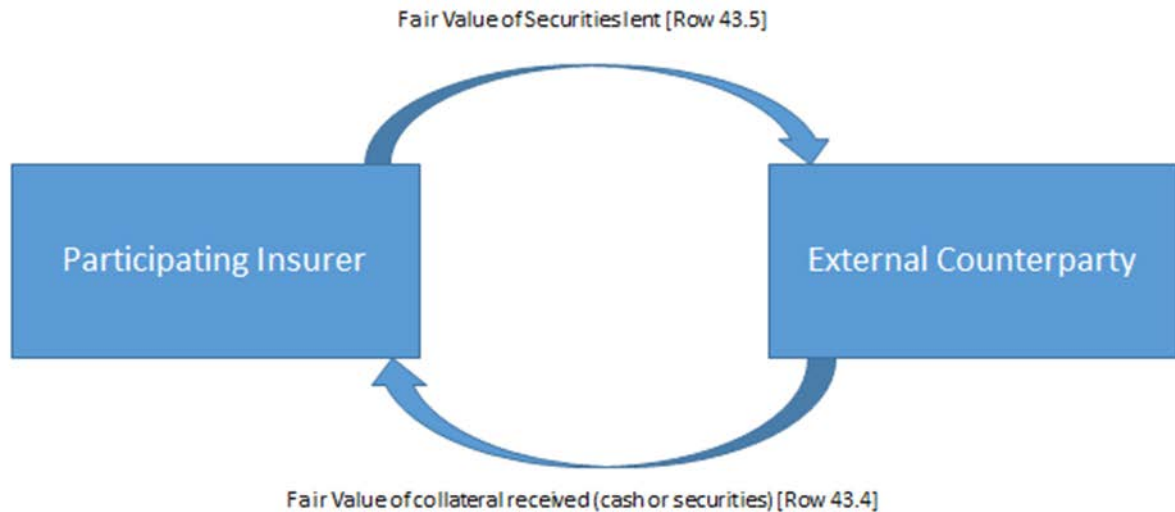 Fair Value of Securities lent [Row 43.5]
Participating Insurer
External Counterparty
Fair Value of collateral received (cash or securities) [Row 43.4]